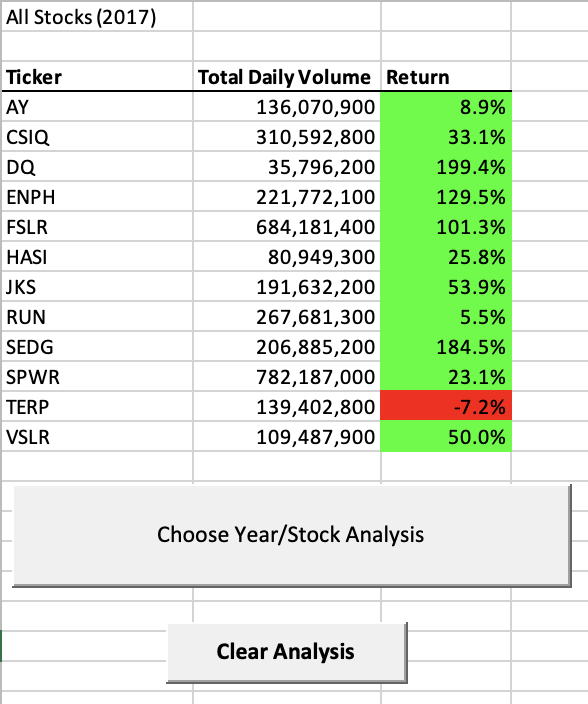 All Stocks (2017)
Ticker Total Daily Volume Return
AY 136,070,900 8.9%
CSIQ 310,592,800 33.1%
DQ 35,796,200 199.4%
ENPH 221,772,100 129.5%
FSLR 684,181,400 101.3%
HASI 80,949,300 25.8%
JKS 191,632,200 53.9%
RUN 267,681,300 5.5%
SEDG 206,885,200 184.5%
SPWR 782,187,000 23.1%
TERP 139,402,800 -7.2%
VSLR 109,487,900 50.0%
Choose Year/Stock Analysis
Clear Analysis